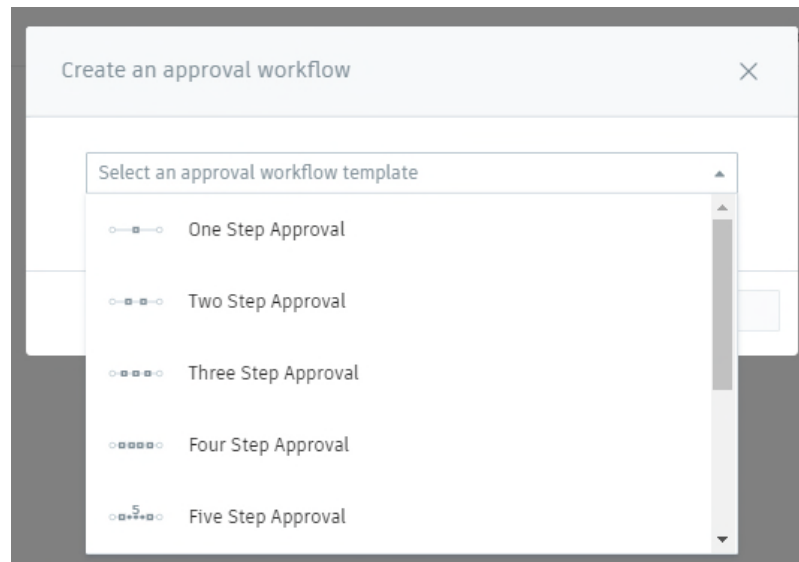 Create an approval workflow
Select an approval workflow template
One Step Approval
Two Step Approval
Three Step Approval
Four Step Approval
5
Five Step Approval